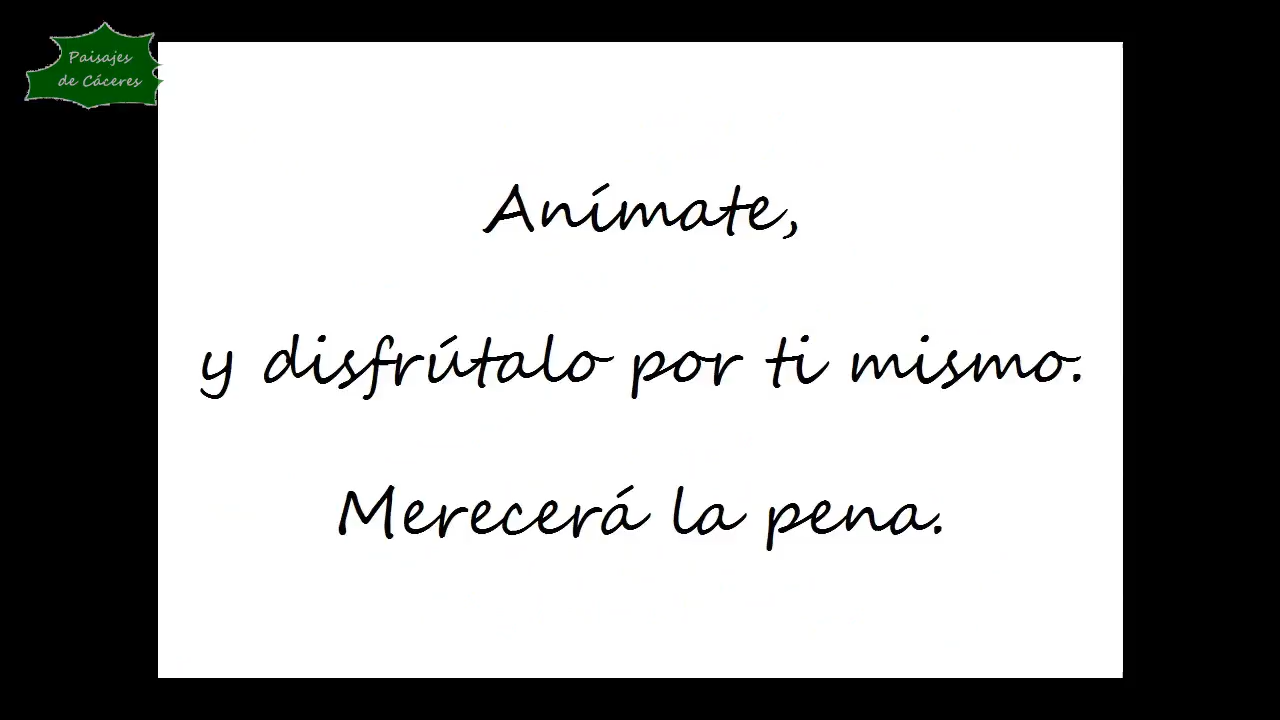 Paisajes
de Cáceres
Anímate,
y disfrútalo por ti mismo.
Merecerá la pena.